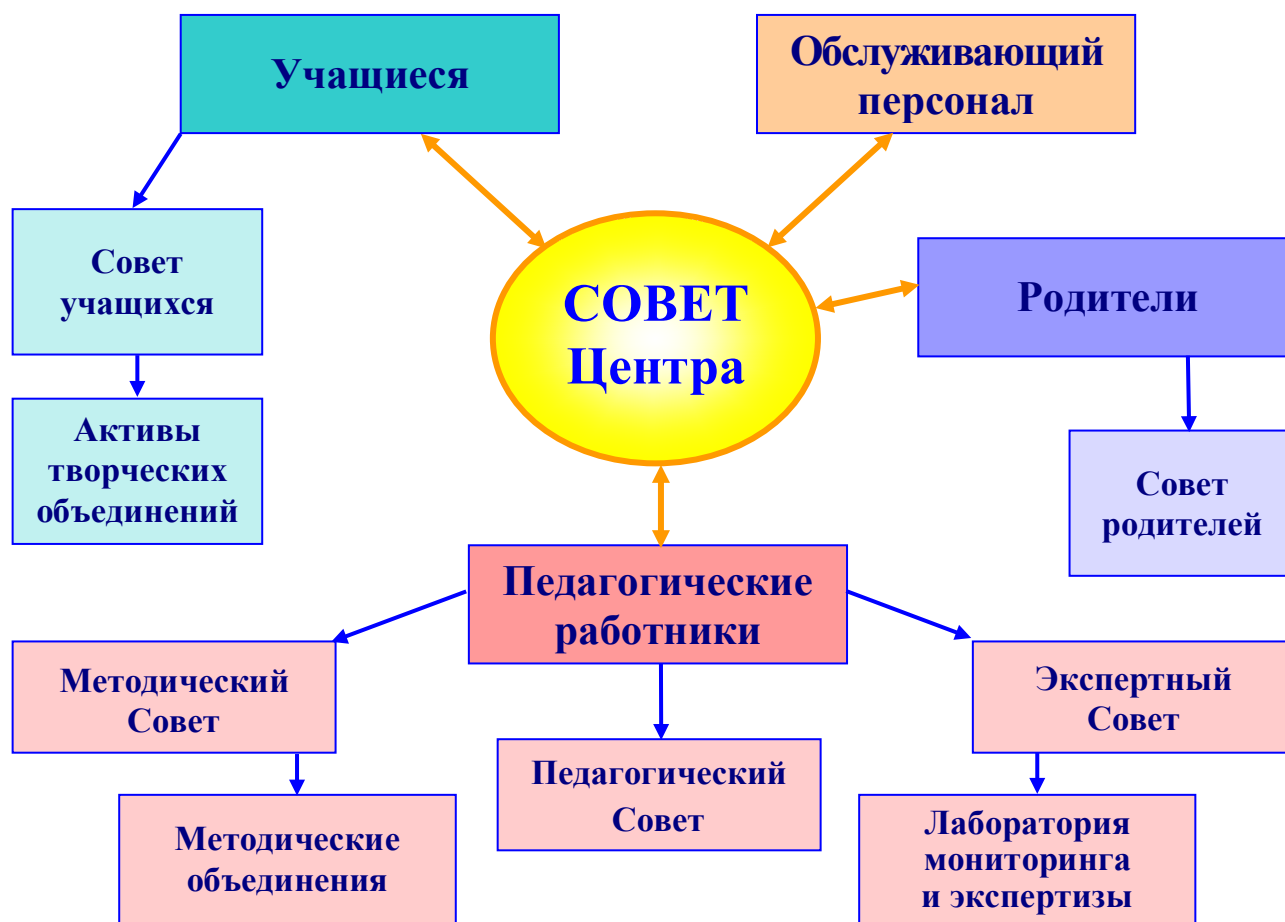 Учащиеся
Обслуживающий
персонал
Совет
учащихся
СОВЕТ
Центра
Родители
Активы
творческих
объединений
Совет
родителей
Педагогические
работники
Методический
Совет
Экспертный
Совет
Педагогический
Совет
Методические
объединения
Лаборатория
мониторинга
и экспертизы